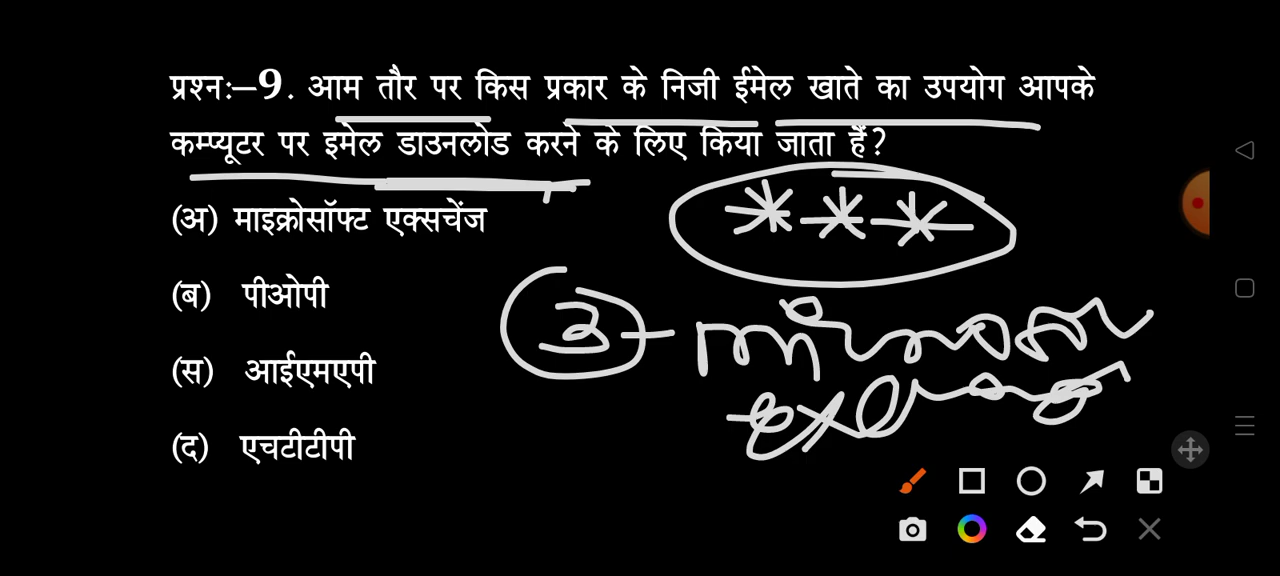 प्रश्नः–9. आम तौर पर किस प्रकार के निजी ईमेल खाते का उपयोग आपके
कम्प्यूटर पर इमेल डाउनलोड करने के लिए किया जाता हैं?
(अ) माइक्रोसॉफ्ट एक्सचेंज
(ब) पीओपी
(स) आईएमएपी
(द) एचटीटीपी